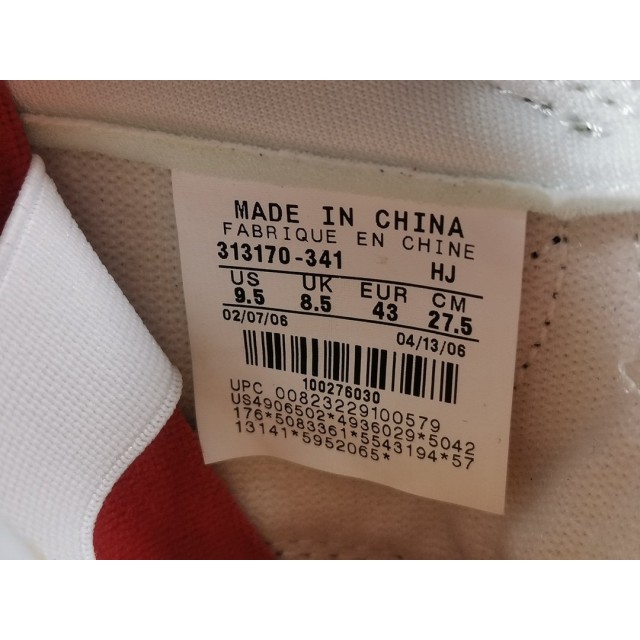 MADE IN CHINA
FABRIQUE EN CHINE
313170-341 HJ
US UK EUR CM
9.5 8.5 43 27.5
02/07/06 04/13/06
100276030
UPC 00823229100579
US4906502*4936029*5042
176*5083361*5543194*57
13141*5952065*